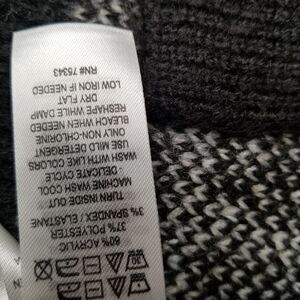 60% ACRYLIC
37% POLYESTER
3% SPANDEX / ELASTANE
TURN INSIDE OUT
MACHINE WASH COOL
- DELICATE CYCLE
WASH WITH LIKE COLORS
USE MILD DETERGENT
ONLY NON-CHLORINE
BLEACH WHEN NEEDED
RESHAPE WHILE DAMP
DRY FLAT
LOW IRON IF NEEDED
RN# 75343